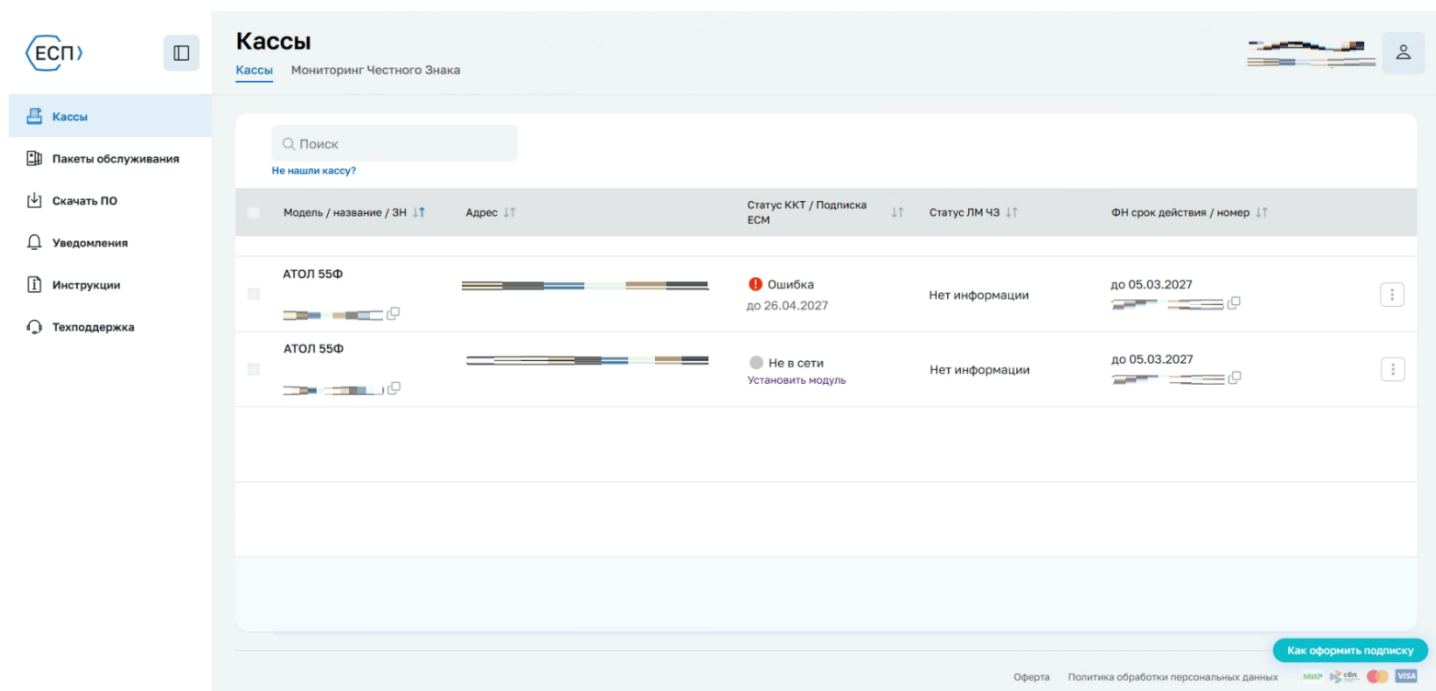 ЕСП
Кассы
Кассы Мониторинг Честного Знака
Кассы
Пакеты обслуживания
Скачать ПО
Уведомления
Инструкции
Техподдержка
Поиск
Не нашли кассу?
Модель / название / ЗН
Адрес
Статус ККТ / Подписка
ЕСМ
Статус ЛМ ЧЗ
ФН срок действия / номер
АТОЛ 55Ф
Ошибка
до 26.04.2027
Нет информации
до 05.03.2027
АТОЛ 55Ф
Не в сети
Установить модуль
Нет информации
до 05.03.2027
Как оформить подписку
Оферта Политика обработки персональных данных МИР сбп VISA